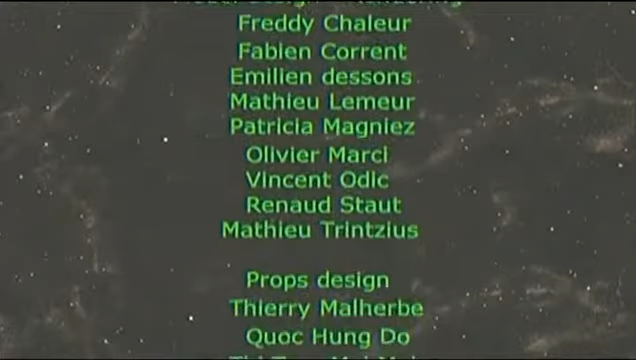 Freddy Chaleur
Fabien Corrent
Emilien dessons
Mathieu Lemeur
Patricia Magniez
Olivier Marci
Vincent Odic
Renaud Staut
Mathieu Trintzius
Props design
Thierry Malherbe
Quoc Hung Do